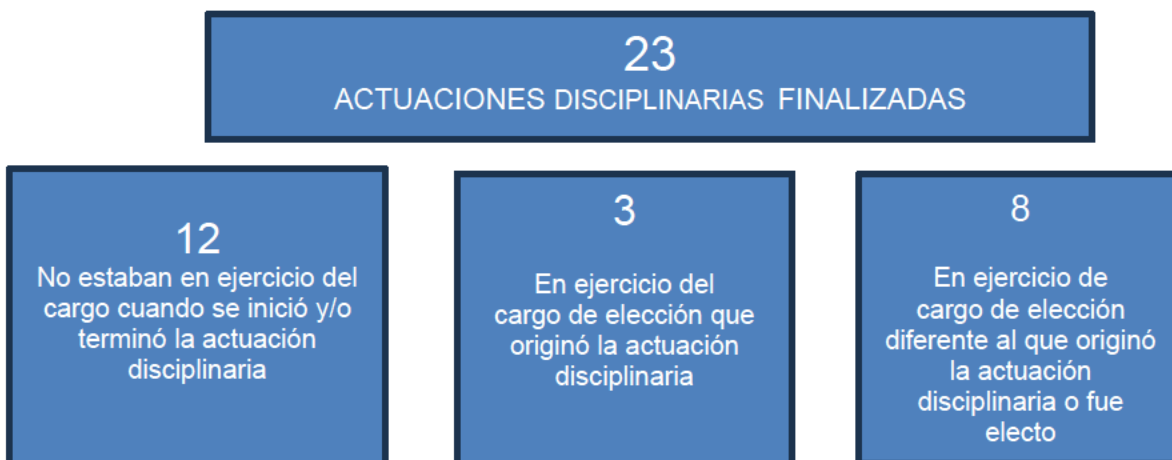 23
ACTUACIONES DISCIPLINARIAS FINALIZADAS
12
No estaban en ejercicio del
cargo cuando se inició y/o
terminó la actuación
disciplinaria
3
En ejercicio del
cargo de elección que
originó la actuación
disciplinaria
8
En ejercicio de
cargo de elección
diferente al que originó
la actuación
disciplinaria o fue
electo